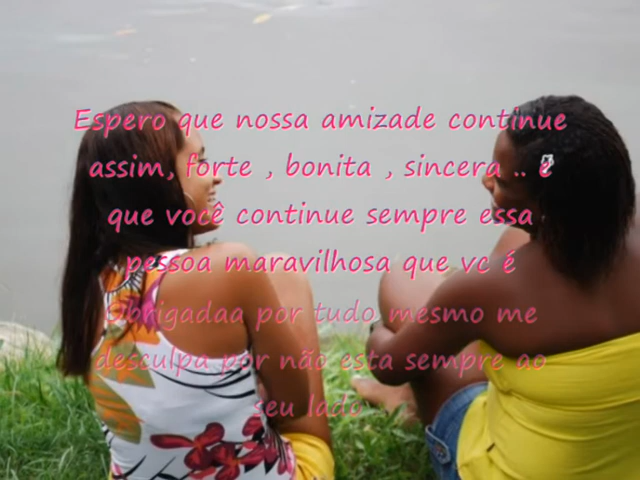 Espero que nossa amizade continue
assim, forte , bonita , sincera .. e
que você continue sempre essa
pessoa maravilhosa que vc é
Obrigadaa por tudo mesmo me
desculpa por não esta sempre ao
seu lado